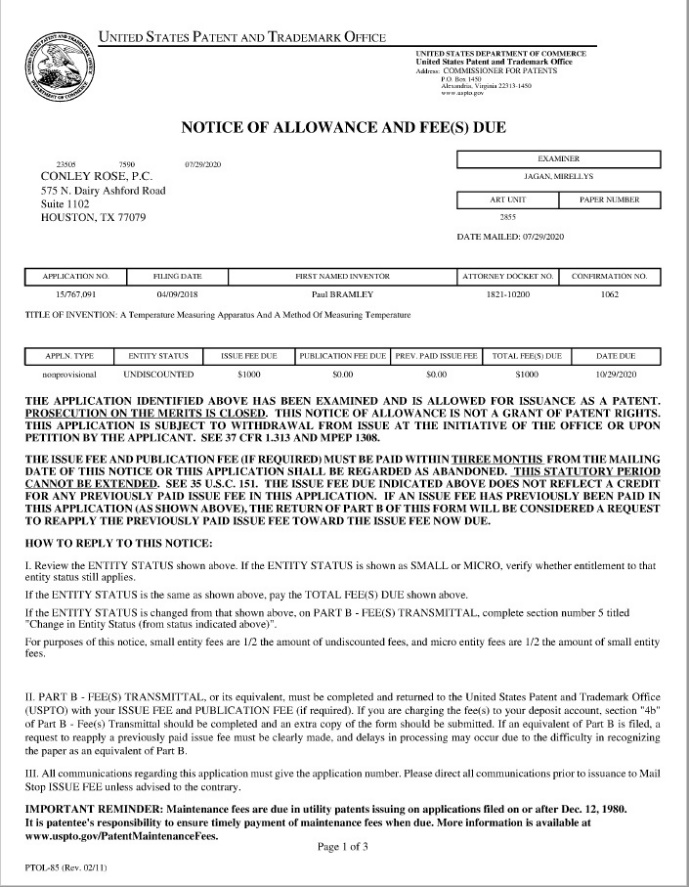 UNITED STATES PATENT AND TRADEMARK OFFICE
UNITED STATES DEPARTMENT OF COMMERCE
United States Patent and Trademark Office
Address: COMMISSIONER FOR PATENTS
P.O. Box 1450
Alexandria, Virginia 22313-1450
www.uspto.gov
NOTICE OF ALLOWANCE AND FEE(S) DUE
23505 7590 07/29/2020
CONLEY ROSE, P.C.
575 N. Dairy Ashford Road
Suite 1102
HOUSTON, TX 77079
EXAMINER
JAGAN, MIRELLYS
ART UNIT PAPER NUMBER
2855
DATE MAILED: 07/29/2020
APPLICATION NO. FILING DATE FIRST NAMED INVENTOR ATTORNEY DOCKET NO. CONFIRMATION NO.
15/767,091 04/09/2018 Paul BRAMLEY 1821-10200 1062
TITLE OF INVENTION: A Temperature Measuring Apparatus And A Method Of Measuring Temperature
APPLN. TYPE ENTITY STATUS ISSUE FEE DUE PUBLICATION FEE DUE PREV. PAID ISSUE FEE TOTAL FEE(S) DUE DATE DUE
nonprovisional UNDISCOUNTED $1000 $0.00 $0.00 $1000 10/29/2020
THE APPLICATION IDENTIFIED ABOVE HAS BEEN EXAMINED AND IS ALLOWED FOR ISSUANCE AS A PATENT.
PROSECUTION ON THE MERITS IS CLOSED. THIS NOTICE OF ALLOWANCE IS NOT A GRANT OF PATENT RIGHTS.
THIS APPLICATION IS SUBJECT TO WITHDRAWAL FROM ISSUE AT THE INITIATIVE OF THE OFFICE OR UPON
PETITION BY THE APPLICANT. SEE 37 CFR 1.313 AND MPEP 1308.
THE ISSUE FEE AND PUBLICATION FEE (IF REQUIRED) MUST BE PAID WITHIN THREE MONTHS FROM THE MAILING
DATE OF THIS NOTICE OR THIS APPLICATION SHALL BE REGARDED AS ABANDONED. THIS STATUTORY PERIOD
CANNOT BE EXTENDED. SEE 35 U.S.C. 151. THE ISSUE FEE DUE INDICATED ABOVE DOES NOT REFLECT A CREDIT
FOR ANY PREVIOUSLY PAID ISSUE FEE IN THIS APPLICATION. IF AN ISSUE FEE HAS PREVIOUSLY BEEN PAID IN
THIS APPLICATION (AS SHOWN ABOVE), THE RETURN OF PART B OF THIS FORM WILL BE CONSIDERED A REQUEST
TO REAPPLY THE PREVIOUSLY PAID ISSUE FEE TOWARD THE ISSUE FEE NOW DUE.
HOW TO REPLY TO THIS NOTICE:
I. Review the ENTITY STATUS shown above. If the ENTITY STATUS is shown as SMALL or MICRO, verify whether entitlement to that
entity status still applies.
If the ENTITY STATUS is the same as shown above, pay the TOTAL FEE(S) DUE shown above.
If the ENTITY STATUS is changed from that shown above, on PART B - FEE(S) TRANSMITTAL, complete section number 5 titled
"Change in Entity Status (from status indicated above)".
For purposes of this notice, small entity fees are 1/2 the amount of undiscounted fees, and micro entity fees are 1/2 the amount of small entity
fees.
II. PART B - FEE(S) TRANSMITTAL, or its equivalent, must be completed and returned to the United States Patent and Trademark Office
(USPTO) with your ISSUE FEE and PUBLICATION FEE (if required). If you are charging the fee(s) to your deposit account, section "4b"
of Part B - Fee(s) Transmittal should be completed and an extra copy of the form should be submitted. If an equivalent of Part B is filed, a
request to reapply a previously paid issue fee must be clearly made, and delays in processing may occur due to the difficulty in recognizing
the paper as an equivalent of Part B.
III. All communications regarding this application must give the application number. Please direct all communications prior to issuance to Mail
Stop ISSUE FEE unless advised to the contrary.
IMPORTANT REMINDER: Maintenance fees are due in utility patents issuing on applications filed on or after Dec. 12, 1980.
It is patentee's responsibility to ensure timely payment of maintenance fees when due. More information is available at
www.uspto.gov/PatentMaintenanceFees.
Page 1 of 3
PTOL-85 (Rev. 02/11)